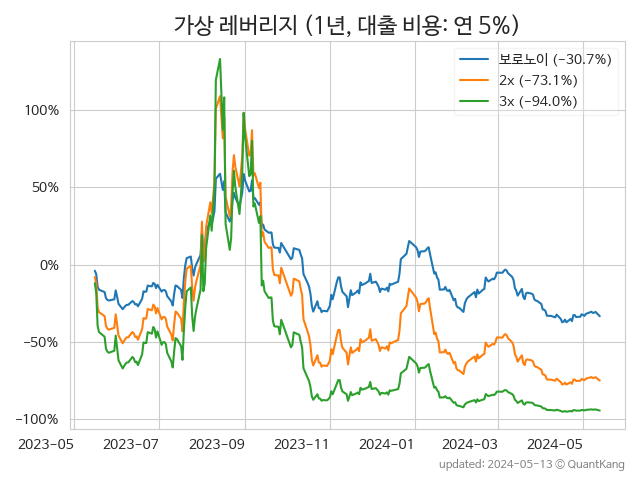 가상 레버리지 (1년, 대출 비용: 연 5%)
보로노이 (−30.7%)
2x (−73.1%)
3x (−94.0%)
100%
50%
0%
−50%
−100%
2023-05 2023-07 2023-09 2023-11 2024-01 2024-03 2024-05
updated: 2024-05-13 © QuantKang